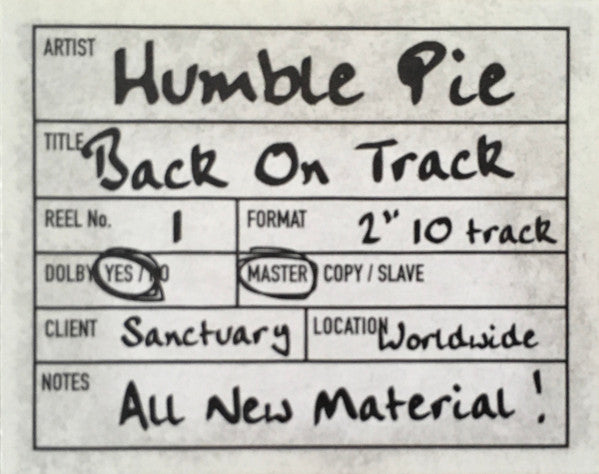 ARTIST Humble Pie
TITLE Back On Track
REEL No. 1 FORMAT 2" 10 track
DOLBY YES / NO MASTER / COPY / SLAVE
CLIENT Sanctuary LOCATION Worldwide
NOTES All New Material !